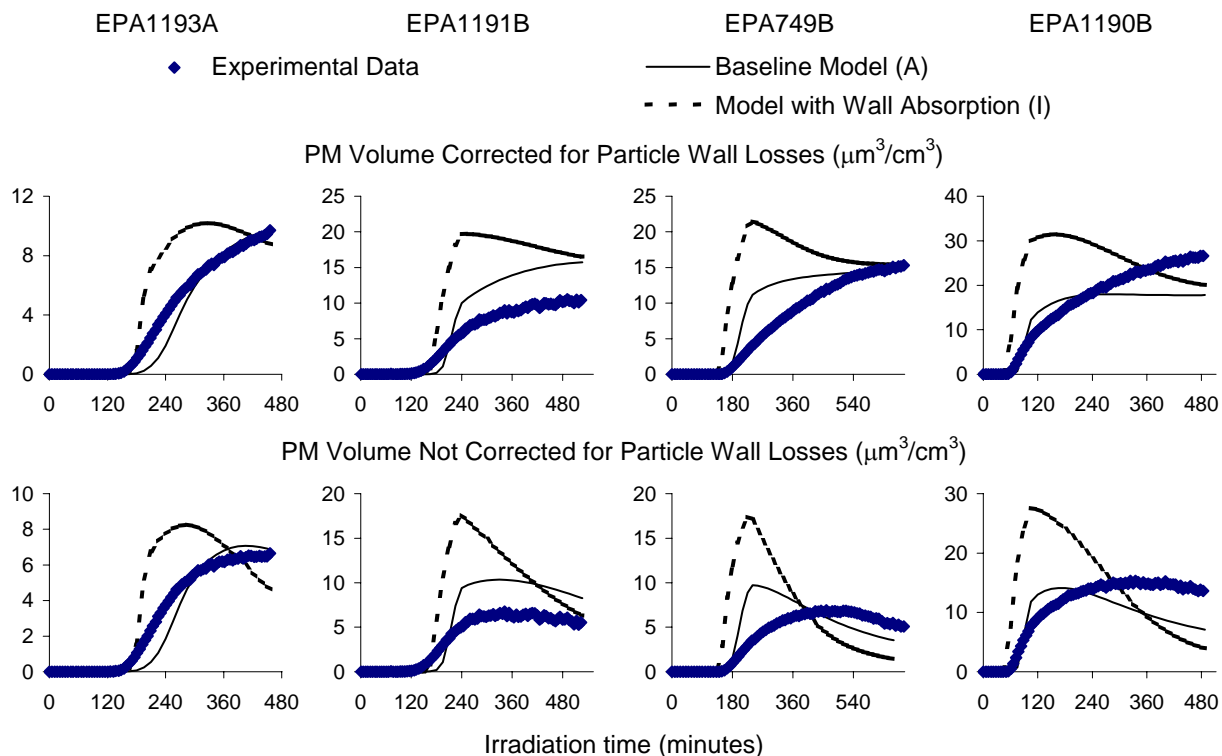 EPA1193A EPA1191B EPA749B EPA1190B
Experimental Data Baseline Model (A)
Model with Wall Absorption (I)
PM Volume Corrected for Particle Wall Losses (μm³/cm³)
12 25 25 40
20 20
30
8 15 15
20
10 10
4
5 5 10
0 0 0 0
0 120 240 360 480 0 120 240 360 480 0 180 360 540 0 120 240 360 480
PM Volume Not Corrected for Particle Wall Losses (μm³/cm³)
10 20 20 30
8
15 15
20
6
10 10
4
10
5 5
2
0 0 0 0
0 120 240 360 480 0 120 240 360 480 0 180 360 540 0 120 240 360 480
Irradiation time (minutes)